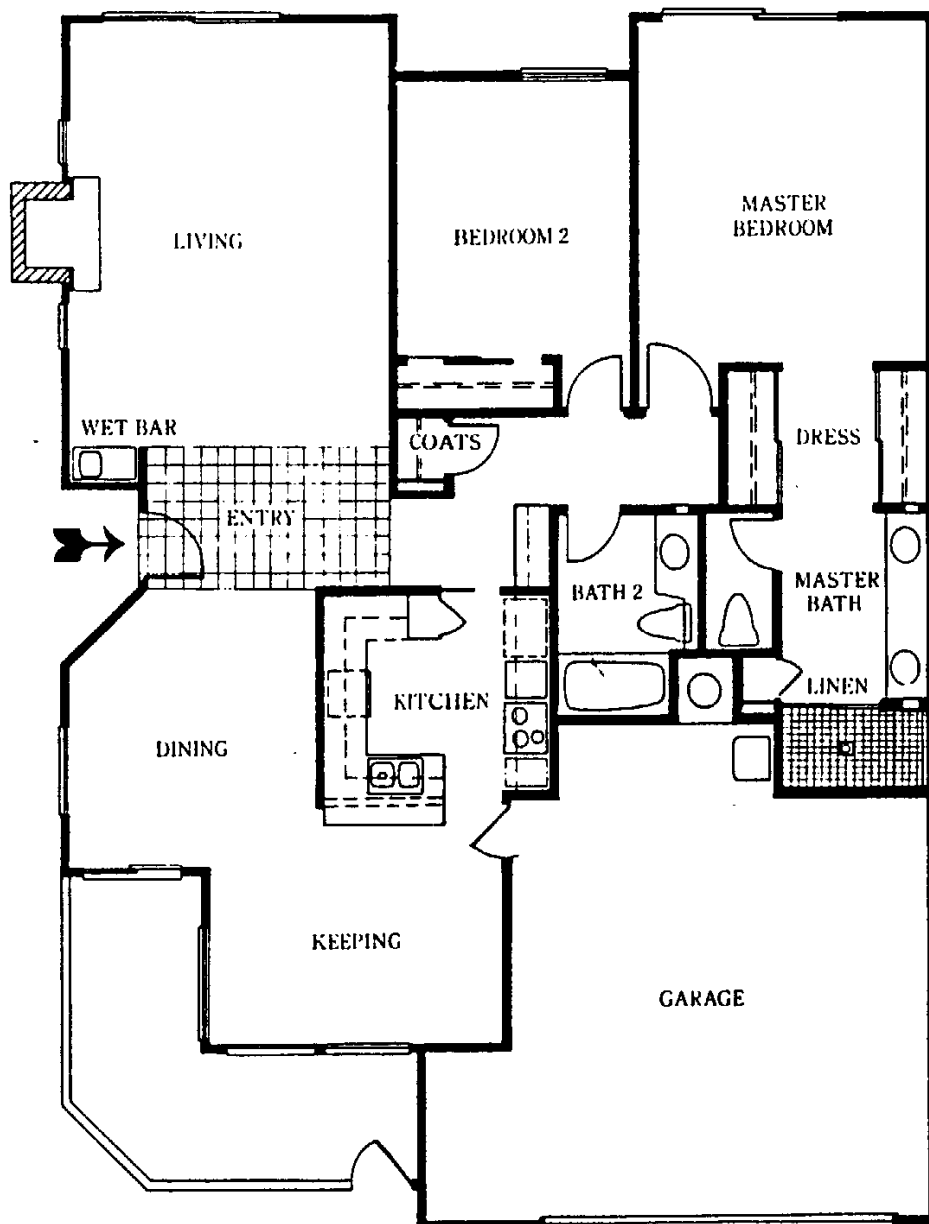 LIVING
BEDROOM 2
MASTER
BEDROOM
WET BAR
COATS
DRESS
ENTRY
BATH 2
MASTER
BATH
KITCHEN
LINEN
DINING
KEEPING
GARAGE